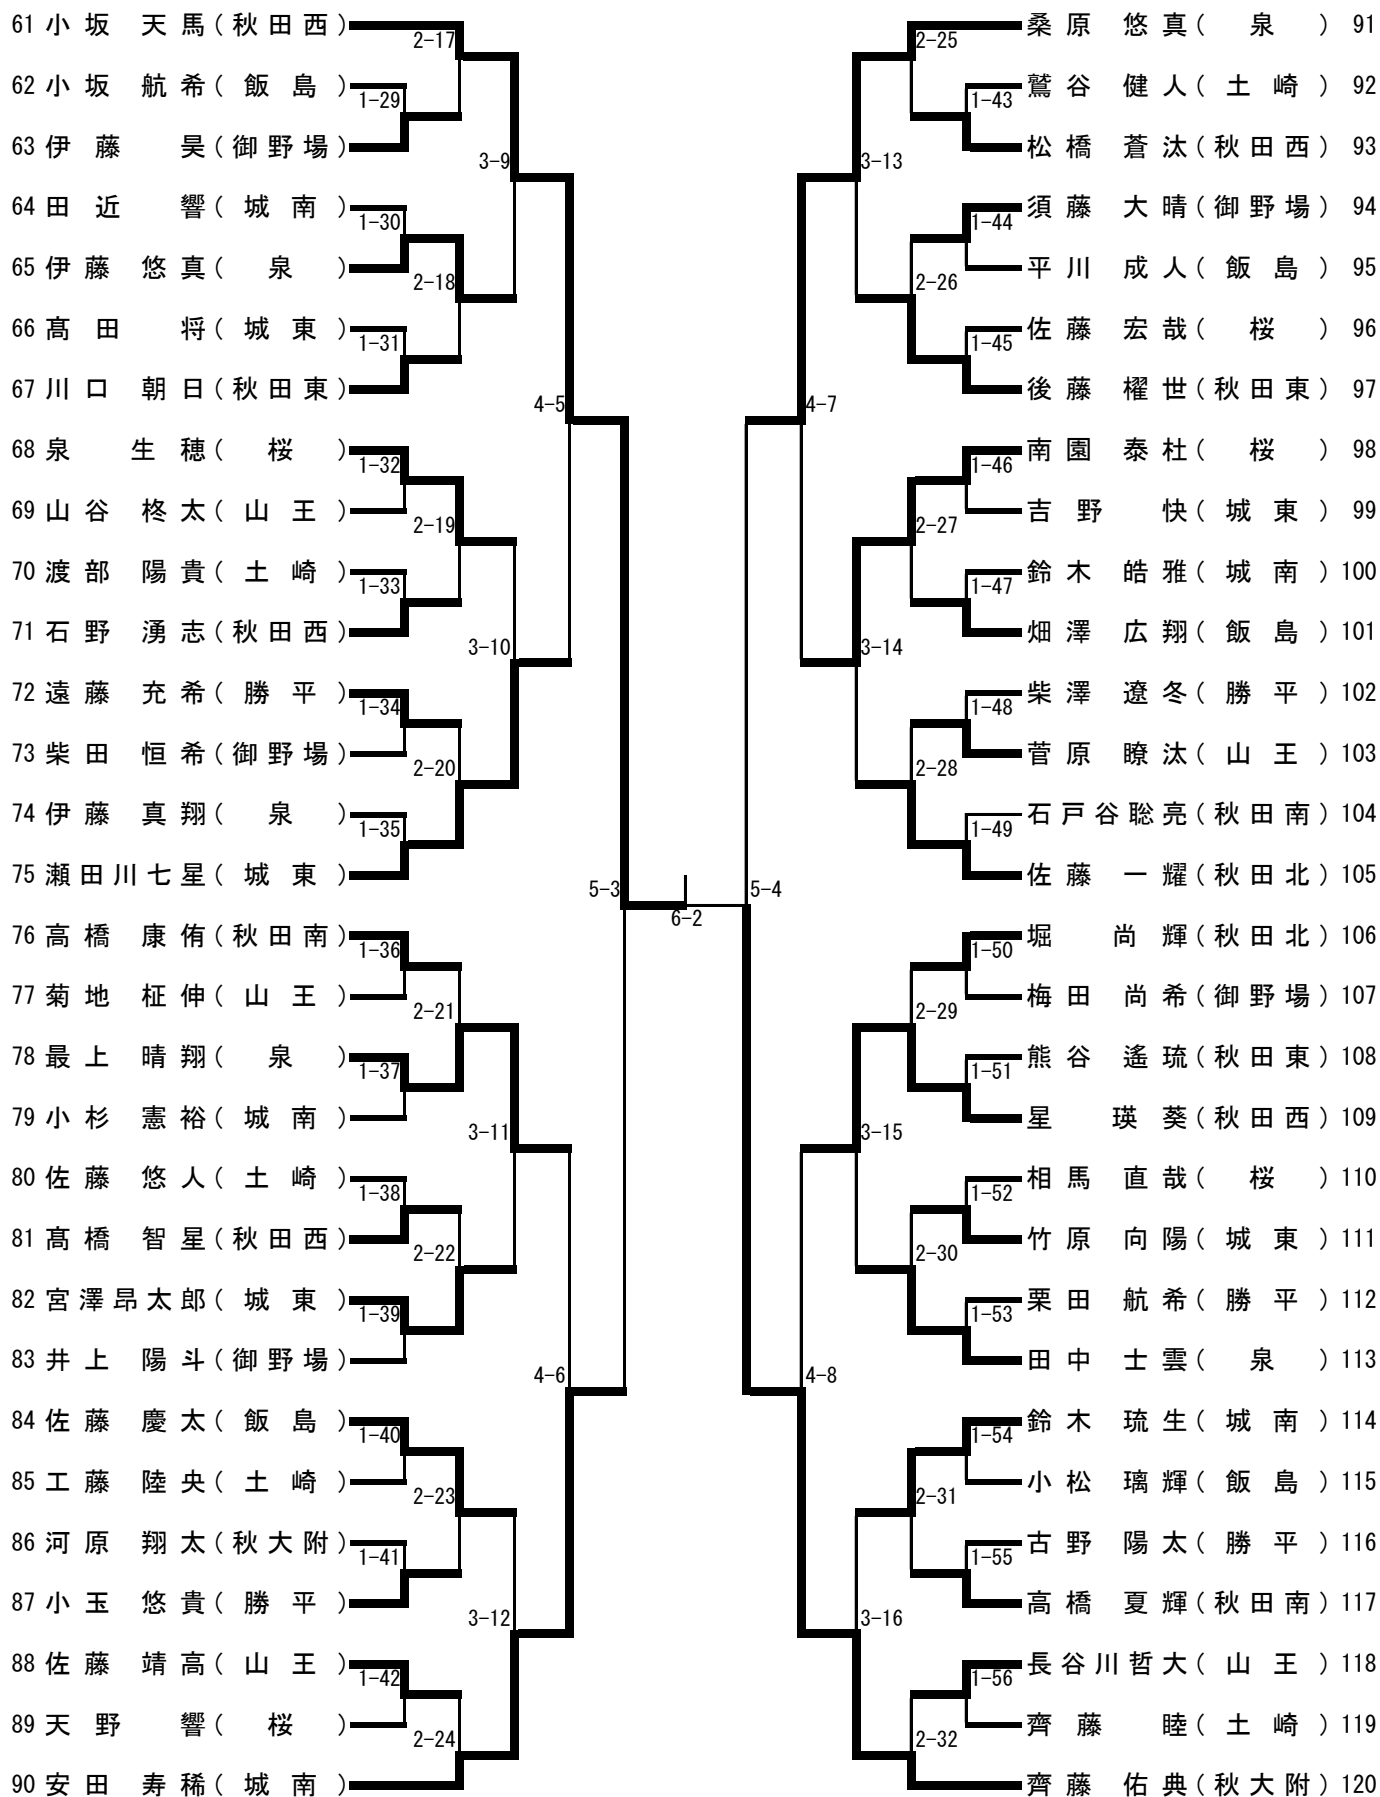 61 小坂 天馬(秋田西)
2-17
62 小坂 航希(飯島)
1-29
63 伊藤 昊(御野場)
3-9
64 田近 響(城南)
1-30
65 伊藤 悠真(泉)
2-18
66 髙田 将(城東)
1-31
67 川口 朝日(秋田東)
4-5
68 泉 生穂(桜)
1-32
69 山谷 柊太(山王)
2-19
70 渡部 陽貴(土崎)
1-33
71 石野 湧志(秋田西)
3-10
72 遠藤 充希(勝平)
1-34
73 柴田 恒希(御野場)
2-20
74 伊藤 真翔(泉)
1-35
75 瀬田川七星(城東)
5-3
76 高橋 康侑(秋田南)
1-36
77 菊地 柾伸(山王)
2-21
78 最上 晴翔(泉)
1-37
79 小杉 憲裕(城南)
3-11
80 佐藤 悠人(土崎)
1-38
81 髙橋 智星(秋田西)
2-22
82 宮澤昂太郎(城東)
1-39
83 井上 陽斗(御野場)
4-6
84 佐藤 慶太(飯島)
1-40
85 工藤 陸央(土崎)
2-23
86 河原 翔太(秋大附)
1-41
87 小玉 悠貴(勝平)
3-12
88 佐藤 靖高(山王)
1-42
89 天野 響(桜)
2-24
90 安田 寿稀(城南)
6-2
桑原 悠真(泉) 91
2-25
鷲谷 健人(土崎) 92
1-43
松橋 蒼汰(秋田西) 93
3-13
須藤 大晴(御野場) 94
1-44
平川 成人(飯島) 95
2-26
佐藤 宏哉(桜) 96
1-45
後藤 櫂世(秋田東) 97
4-7
南園 泰杜(桜) 98
1-46
吉野 快(城東) 99
2-27
鈴木 皓雅(城南) 100
1-47
畑澤 広翔(飯島) 101
3-14
柴澤 遼冬(勝平) 102
1-48
菅原 瞭汰(山王) 103
2-28
石戸谷聡亮(秋田南) 104
1-49
佐藤 一耀(秋田北) 105
5-4
堀 尚輝(秋田北) 106
1-50
梅田 尚希(御野場) 107
2-29
熊谷 遙琉(秋田東) 108
1-51
星 瑛葵(秋田西) 109
3-15
相馬 直哉(桜) 110
1-52
竹原 向陽(城東) 111
2-30
栗田 航希(勝平) 112
1-53
田中 士雲(泉) 113
4-8
鈴木 琉生(城南) 114
1-54
小松 璃輝(飯島) 115
2-31
古野 陽太(勝平) 116
1-55
高橋 夏輝(秋田南) 117
3-16
長谷川哲大(山王) 118
1-56
齊藤 睦(土崎) 119
2-32
齊藤 佑典(秋大附) 120